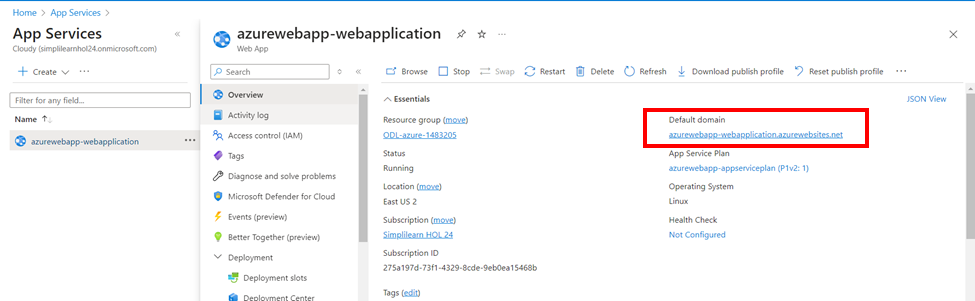 Home > App Services >
App Services
Cloudy (simplilearnhol24.onmicrosoft.com)
+ Create ...
Filter for any field...
Name ↑↓
azurewebapp-webapplication
azurewebapp-webapplication
Web App
Search
Overview
Activity log
Access control (IAM)
Tags
Diagnose and solve problems
Microsoft Defender for Cloud
Events (preview)
Better Together (preview)
Deployment
Deployment slots
Deployment Center
Browse Stop Swap Restart Delete Refresh Download publish profile Reset publish profile ...
Essentials
JSON View
Resource group (move)
ODL-azure-1483205
Status
Running
Location (move)
East US 2
Subscription (move)
Simplilearn HOL 24
Subscription ID
275a197d-73f1-4329-8cde-9eb0ea15468b
Tags (edit)
Default domain
azurewebapp-webapplication.azurewebsites.net
App Service Plan
azurewebapp-appserviceplan (P1v2: 1)
Operating System
Linux
Health Check
Not Configured